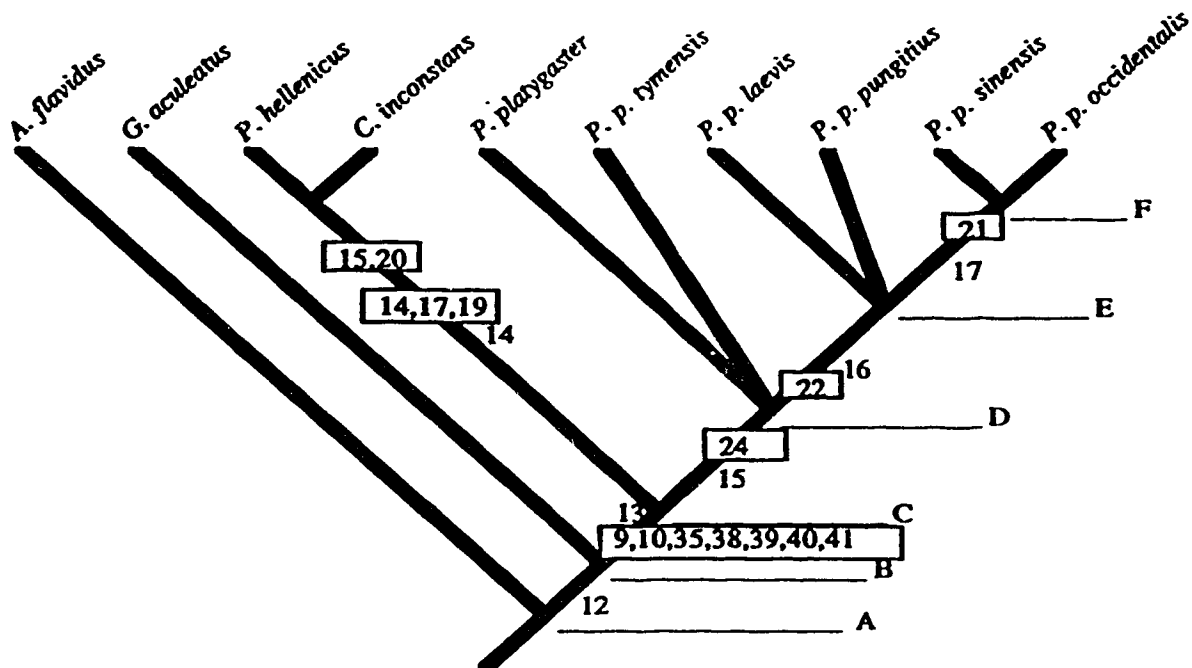 A. flavidus
G. aculeatus
P. hellenicus
C. inconstans
P. platygaster
P. p. tymensis
P. p. laevis
P. p. pungitius
P. p. sinensis
P. p. occidentalis
F
21
15,20
17
14,17,19
E
14
16
22
D
24
15
13
C
9,10,35,38,39,40,41
B
12
A